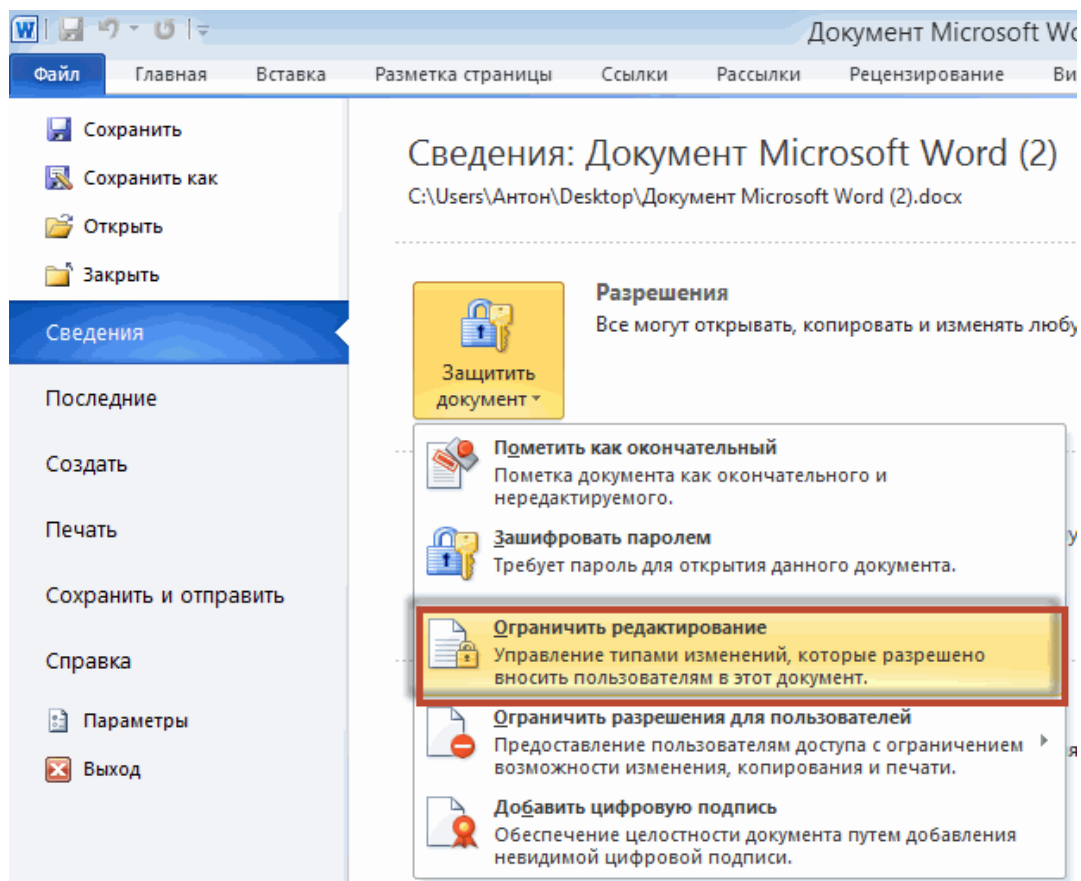 Документ Microsoft Wo
Файл Главная Вставка Разметка страницы Ссылки Рассылки Рецензирование Ви
Сохранить
Сохранить как
Открыть
Закрыть
Сведения
Последние
Создать
Печать
Сохранить и отправить
Справка
Параметры
Выход
Сведения: Документ Microsoft Word (2)
C:\Users\Антон\Desktop\Документ Microsoft Word (2).docx
Защитить
документ
Разрешения
Все могут открывать, копировать и изменять любу
Пометить как окончательный
Пометка документа как окончательного и
нередактируемого.
Зашифровать паролем
Требует пароль для открытия данного документа.
Ограничить редактирование
Управление типами изменений, которые разрешено
вносить пользователям в этот документ.
Ограничить разрешения для пользователей
Предоставление пользователям доступа с ограничением
возможности изменения, копирования и печати.
Добавить цифровую подпись
Обеспечение целостности документа путем добавления
невидимой цифровой подписи.